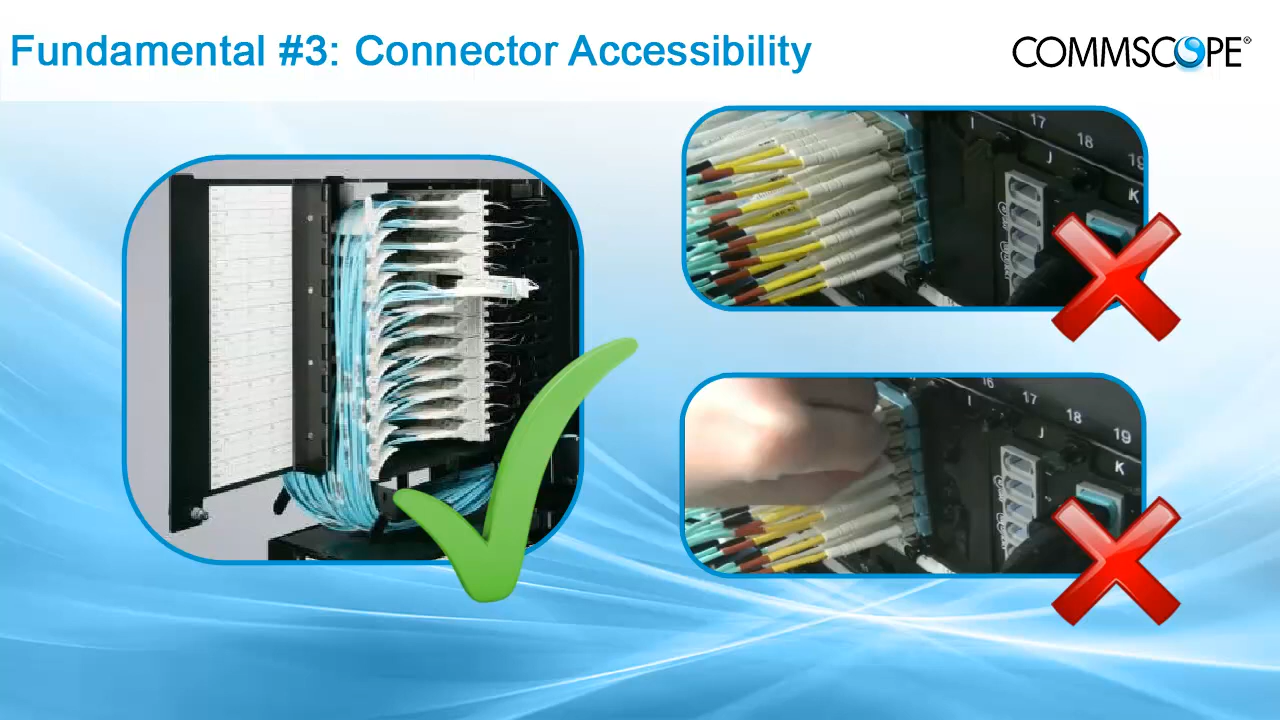 Fundamental #3: Connector Accessibility
COMMSCOPE®
17
18
19
I
J
K
16
17
18
19
I
J
K